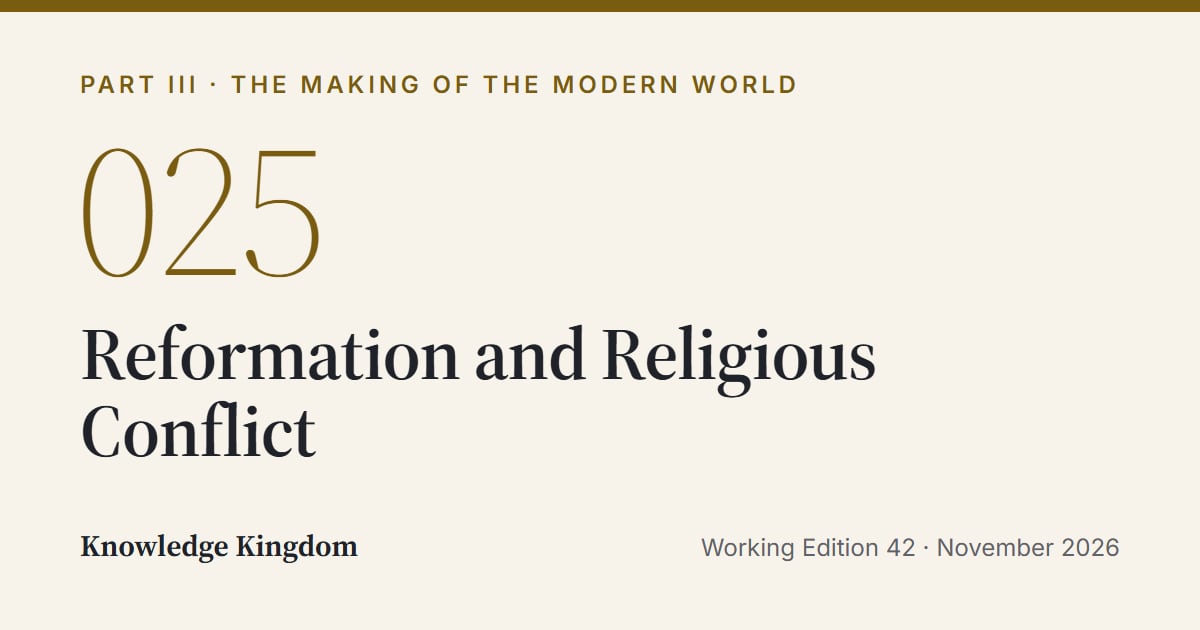 PART III · THE MAKING OF THE MODERN WORLD
025
Reformation and Religious
Conflict
Knowledge Kingdom
Working Edition 42 · November 2026